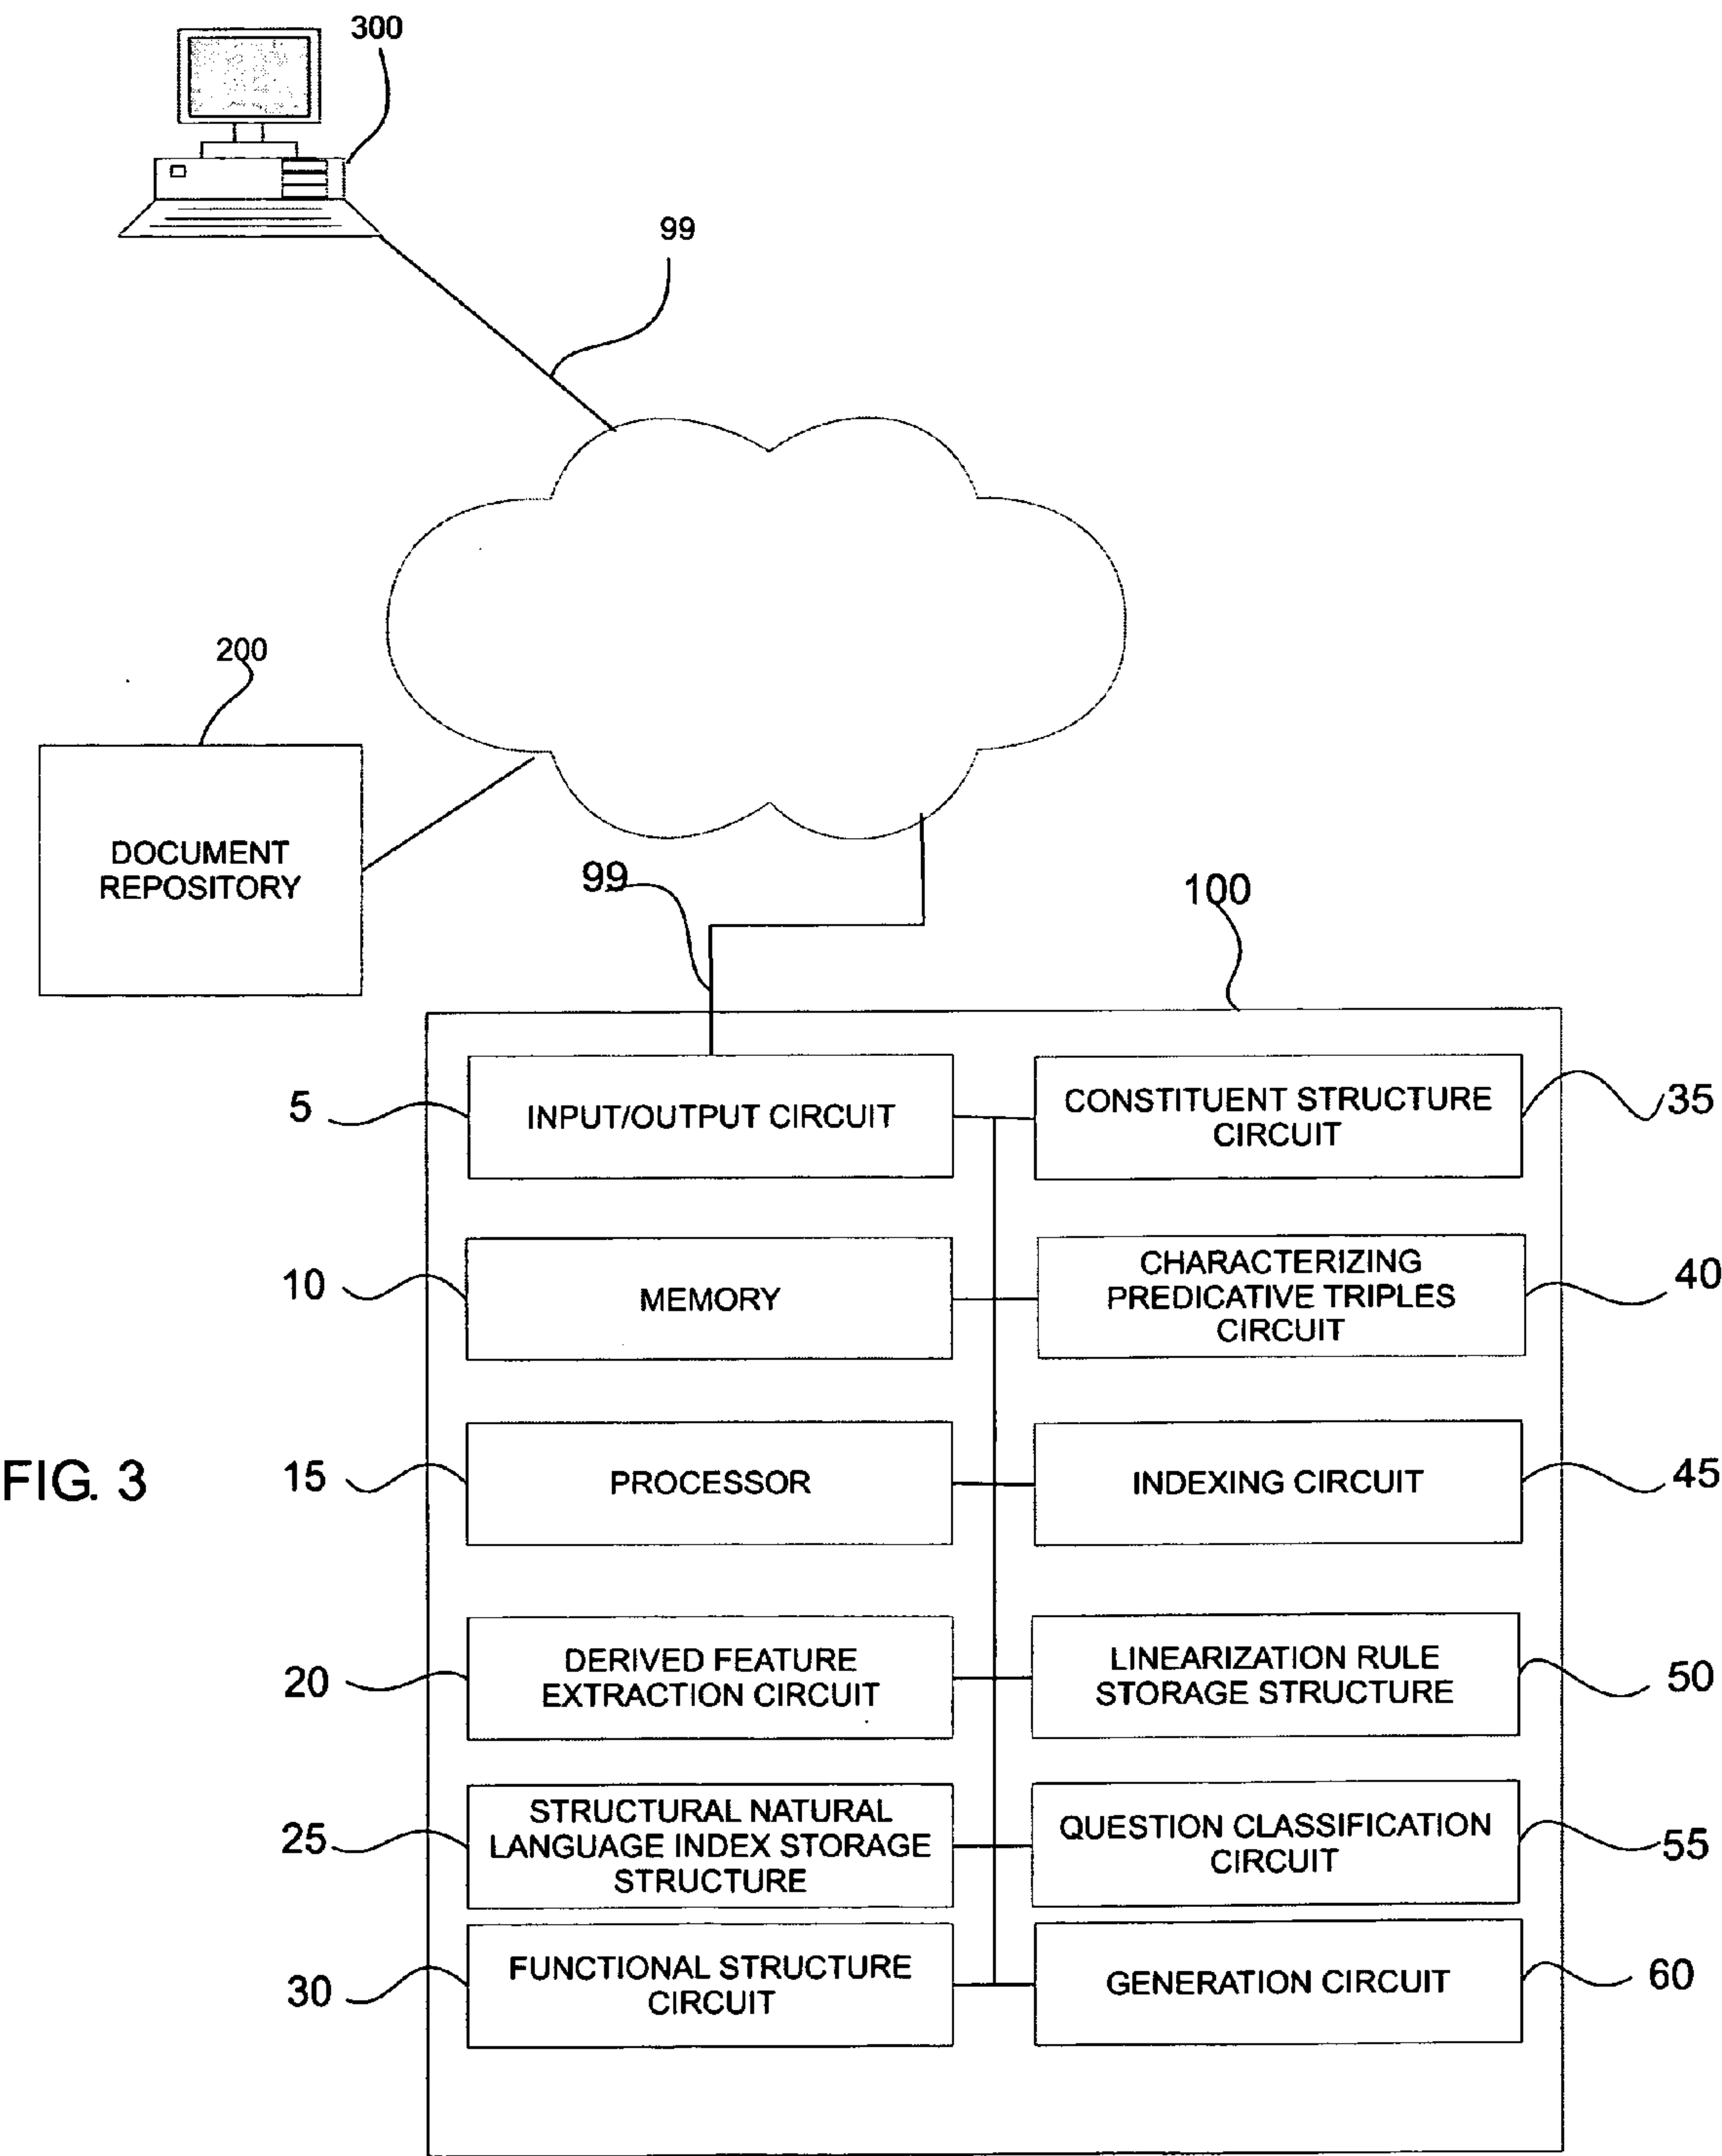 300
99
200
DOCUMENT
REPOSITORY
99
100
5
INPUT/OUTPUT CIRCUIT
CONSTITUENT STRUCTURE
CIRCUIT
35
10
MEMORY
CHARACTERIZING
PREDICATIVE TRIPLES
CIRCUIT
40
FIG. 3
15
PROCESSOR
INDEXING CIRCUIT
45
20
DERIVED FEATURE
EXTRACTION CIRCUIT
LINEARIZATION RULE
STORAGE STRUCTURE
50
25
STRUCTURAL NATURAL
LANGUAGE INDEX STORAGE
STRUCTURE
QUESTION CLASSIFICATION
CIRCUIT
55
30
FUNCTIONAL STRUCTURE
CIRCUIT
GENERATION CIRCUIT
60